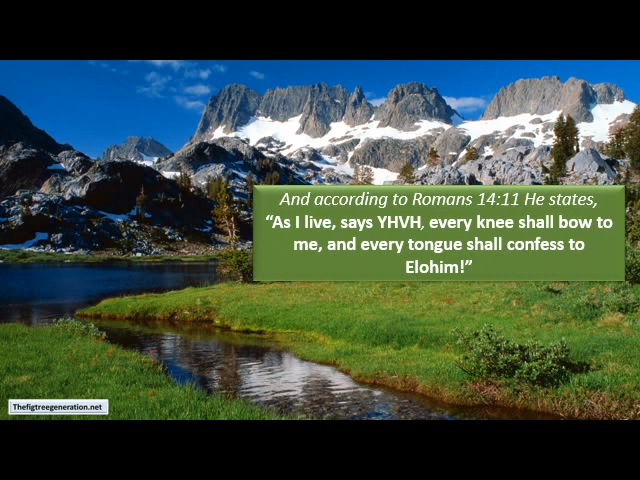 And according to Romans 14:11 He states,
“As I live, says YHVH, every knee shall bow to
me, and every tongue shall confess to
Elohim!”
Thefigtreegeneration.net